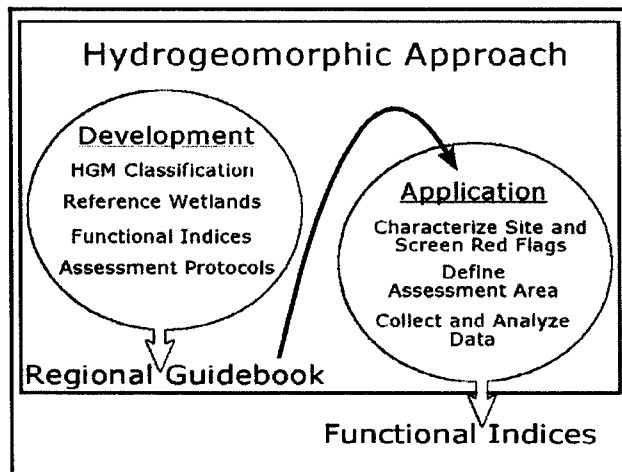 Hydrogeomorphic Approach
Development
HGM Classification
Reference Wetlands
Functional Indices
Assessment Protocols
Regional Guidebook
Application
Characterize Site and
Screen Red Flags
Define
Assessment Area
Collect and Analyze
Data
Functional Indices